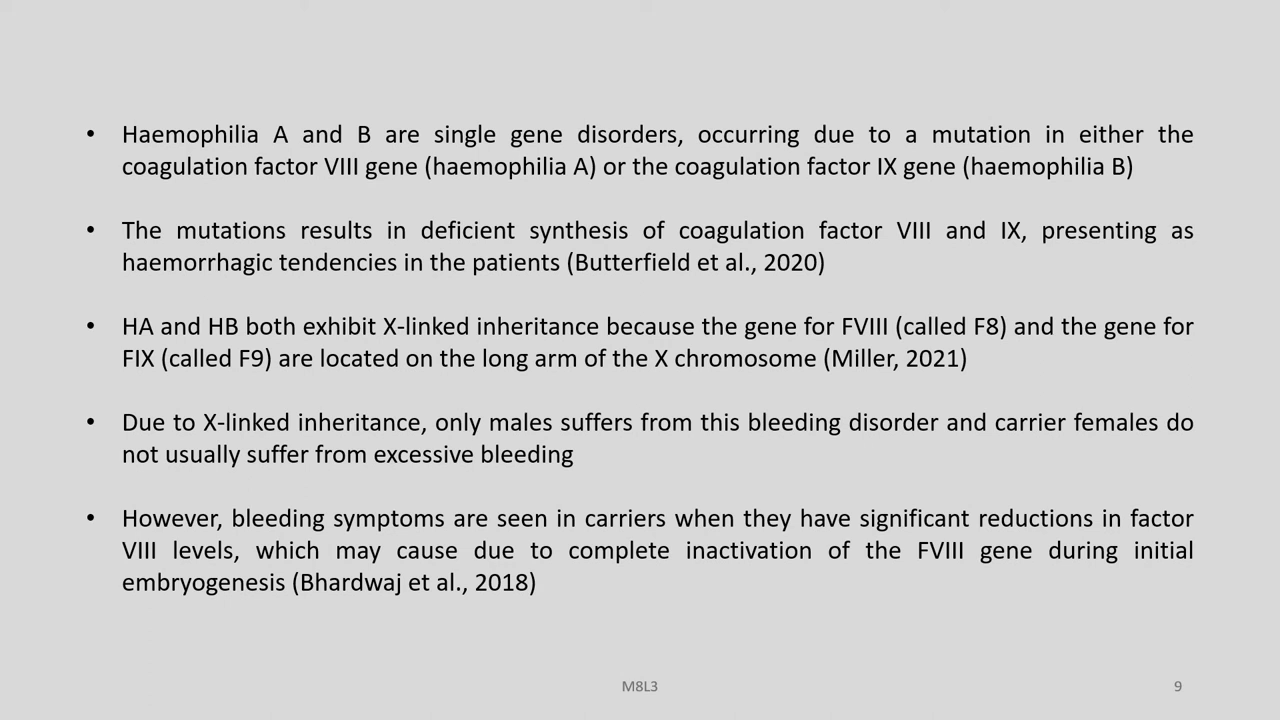 • Haemophilia A and B are single gene disorders, occurring due to a mutation in either the
coagulation factor VIII gene (haemophilia A) or the coagulation factor IX gene (haemophilia B)
• The mutations results in deficient synthesis of coagulation factor VIII and IX, presenting as
haemorrhagic tendencies in the patients (Butterfield et al., 2020)
• HA and HB both exhibit X-linked inheritance because the gene for FVIII (called F8) and the gene for
FIX (called F9) are located on the long arm of the X chromosome (Miller, 2021)
• Due to X-linked inheritance, only males suffers from this bleeding disorder and carrier females do
not usually suffer from excessive bleeding
• However, bleeding symptoms are seen in carriers when they have significant reductions in factor
VIII levels, which may cause due to complete inactivation of the FVIII gene during initial
embryogenesis (Bhardwaj et al., 2018)
M8L3
9